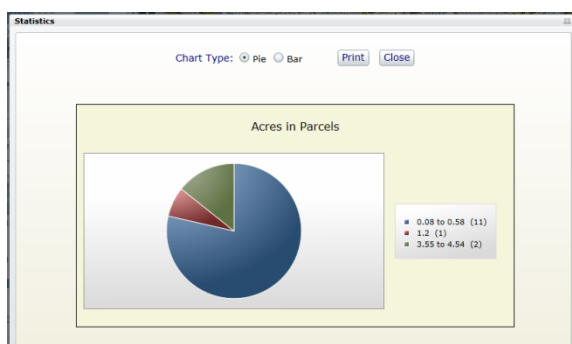 Statistics
Chart Type: Pie Bar Print Close
Acres in Parcels
0.08 to 0.58 (11)
1.2 (1)
3.55 to 4.54 (2)